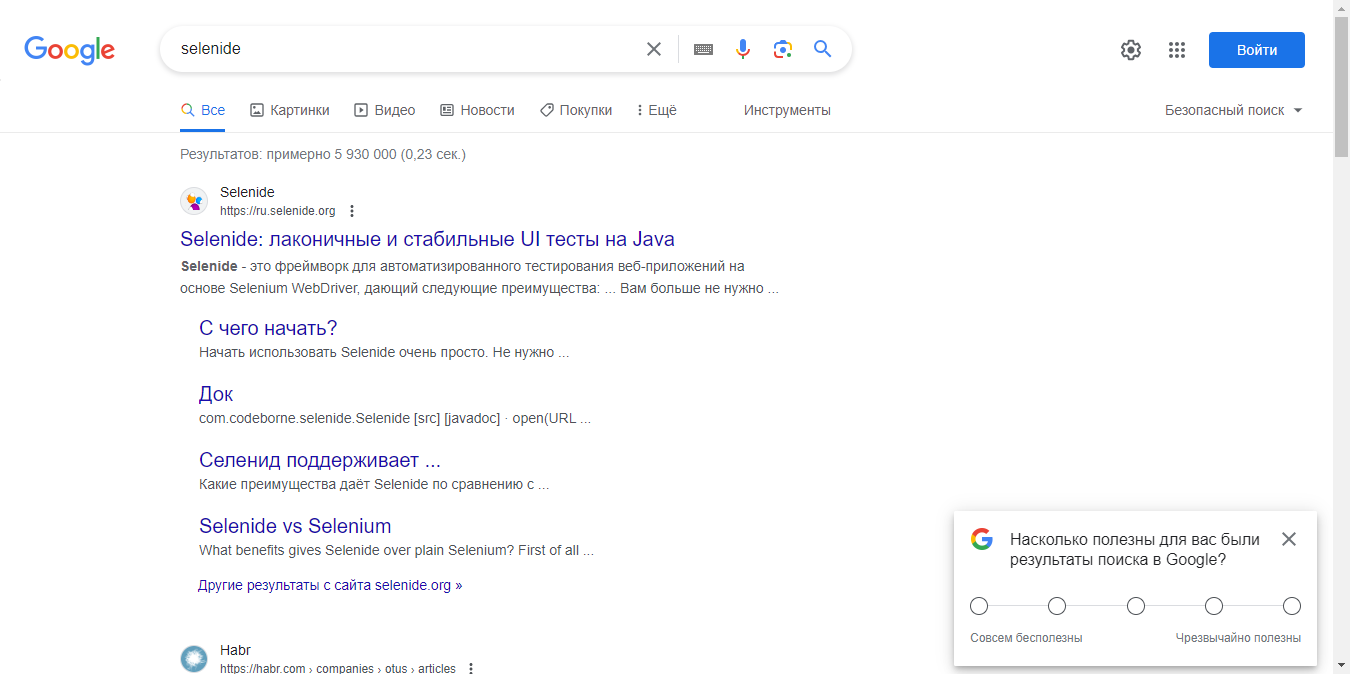 Google
selenide
Войти
Все
Картинки
Видео
Новости
Покупки
Ещё
Инструменты
Безопасный поиск
Результатов: примерно 5 930 000 (0,23 сек.)
Selenide
https://ru.selenide.org
Selenide: лаконичные и стабильные UI тесты на Java
Selenide - это фреймворк для автоматизированного тестирования веб-приложений на
основе Selenium WebDriver, дающий следующие преимущества: ... Вам больше не нужно ...
С чего начать?
Начать использовать Selenide очень просто. Не нужно ...
Док
com.codeborne.selenide.Selenide [src] [javadoc] · open(URL ...
Селенид поддерживает ...
Какие преимущества даёт Selenide по сравнению с ...
Selenide vs Selenium
What benefits gives Selenide over plain Selenium? First of all ...
Другие результаты с сайта selenide.org »
Habr
https://habr.com › companies › otus › articles
Насколько полезны для вас были
результаты поиска в Google?
Совсем бесполезны
Чрезвычайно полезны